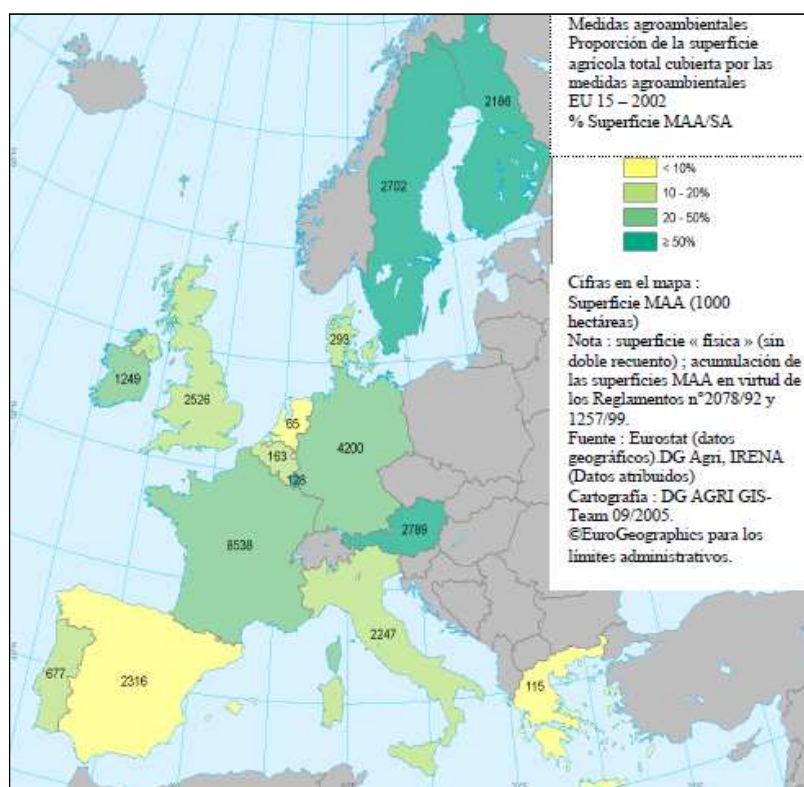 Medidas agroambientales
Proporción de la superficie
agrícola total cubierta por las
medidas agroambientales
EU 15 – 2002
% Superficie MAA/SA
< 10%
10 - 20%
20 - 50%
≥ 50%
Cifras en el mapa :
Superficie MAA (1000
hectáreas)
Nota : superficie « física » (sin
doble recuento) ; acumulación de
las superficies MAA en virtud de
los Reglamentos n°2078/92 y
1257/99.
Fuente : Eurostat (datos
geográficos).DG Agri, IRENA
(Datos atribuidos)
Cartografía : DG AGRI GIS-
Team 09/2005.
©EuroGeographics para los
límites administrativos.
2186
2702
293
1249
2526
65
163
4200
128
2789
8538
2247
677
2316
115